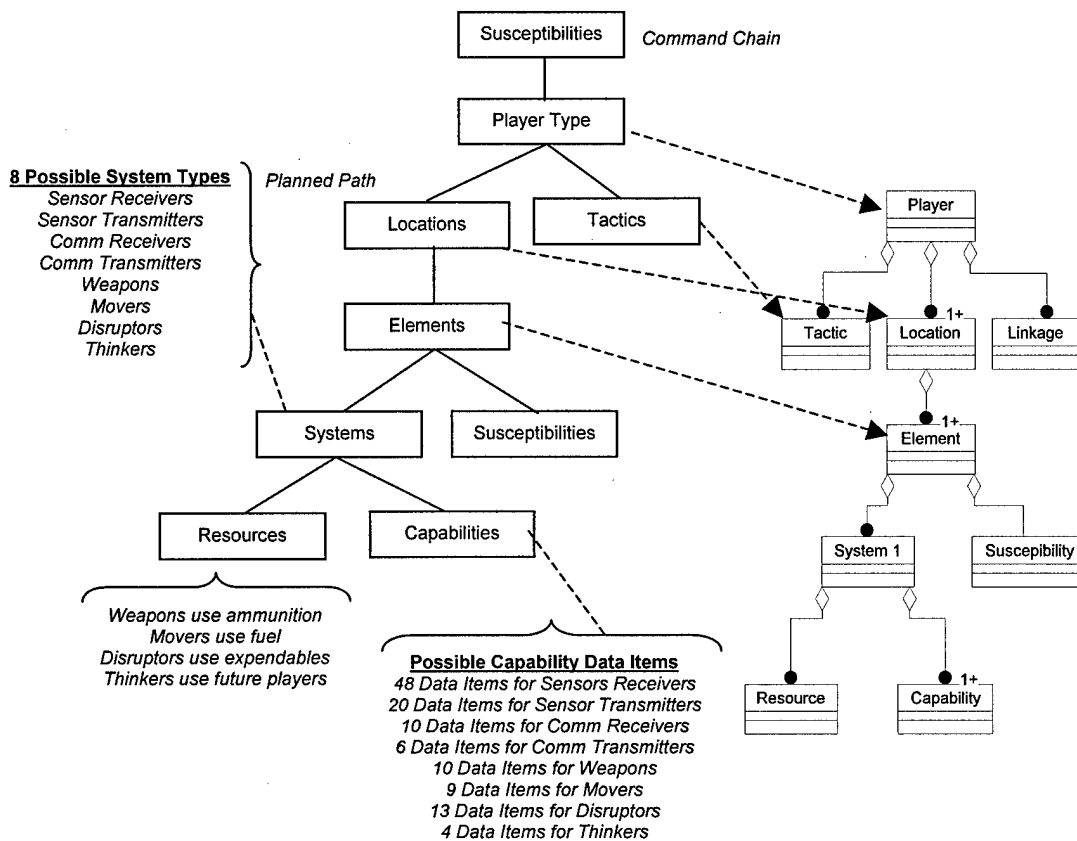 Susceptibilities
Command Chain
Player Type
8 Possible System Types
Sensor Receivers
Sensor Transmitters
Comm Receivers
Comm Transmitters
Weapons
Movers
Disruptors
Thinkers
Planned Path
Locations
Tactics
Elements
Systems
Susceptibilities
Resources
Capabilities
Weapons use ammunition
Movers use fuel
Disruptors use expendables
Thinkers use future players
Possible Capability Data Items
48 Data Items for Sensors Receivers
20 Data Items for Sensor Transmitters
10 Data Items for Comm Receivers
6 Data Items for Comm Transmitters
10 Data Items for Weapons
9 Data Items for Movers
13 Data Items for Disruptors
4 Data Items for Thinkers
Player
1+
Tactic
Location
Linkage
1+
Element
System 1
Suscepibility
Resource
1+
Capability